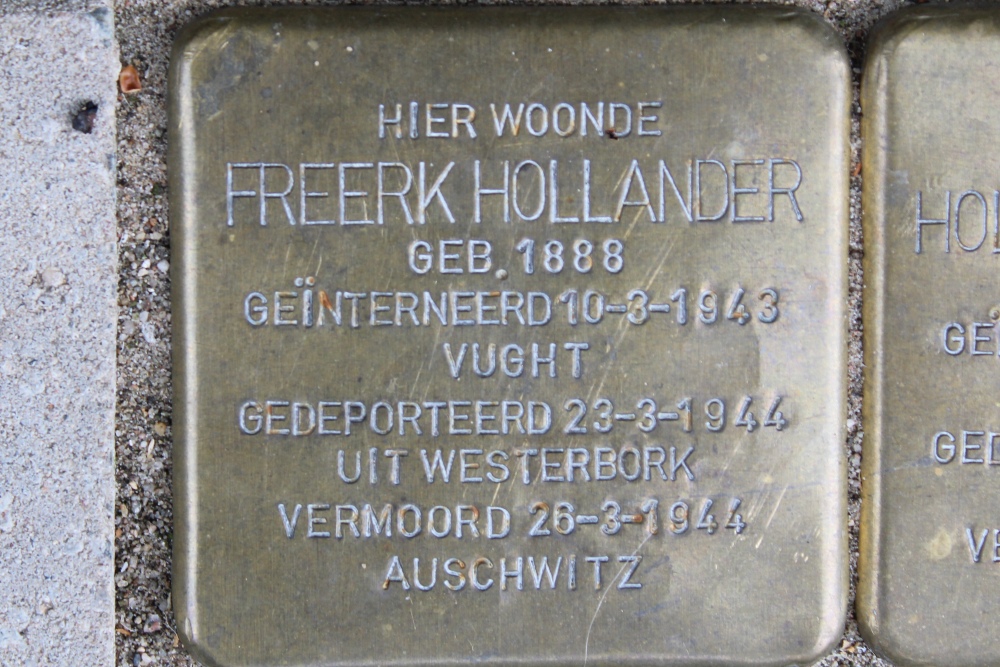 HIER WOONDE
FREERK HOLLANDER
GEB. 1888
GEÏNTERNEERD 10-3-1943
VUGHT
GEDEPORTEERD 23-3-1944
UIT WESTERBORK
VERMOORD 26-3-1944
AUSCHWITZ